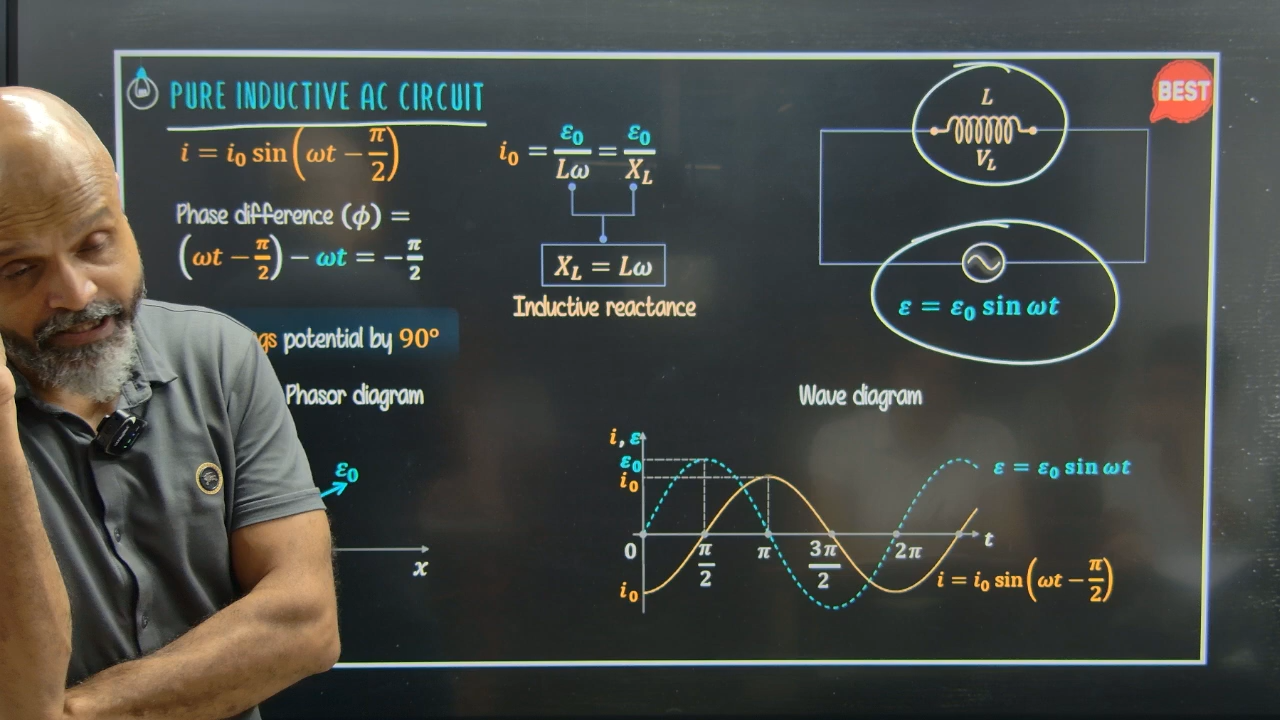 PURE INDUCTIVE AC CIRCUIT
i = i₀ sin(ωt − π/2)
Phase difference (ϕ) =
(ωt − π/2) − ωt = − π/2
gs potential by 90°
Phasor diagram
ε₀
x
i₀ = ε₀/Lω = ε₀/X_L
X_L = Lω
Inductive reactance
L
V_L
ε = ε₀ sin ωt
BEST
Wave diagram
i, ε
ε₀
i₀
0
i₀
π/2
π
3π/2
2π
t
ε = ε₀ sin ωt
i = i₀ sin(ωt − π/2)